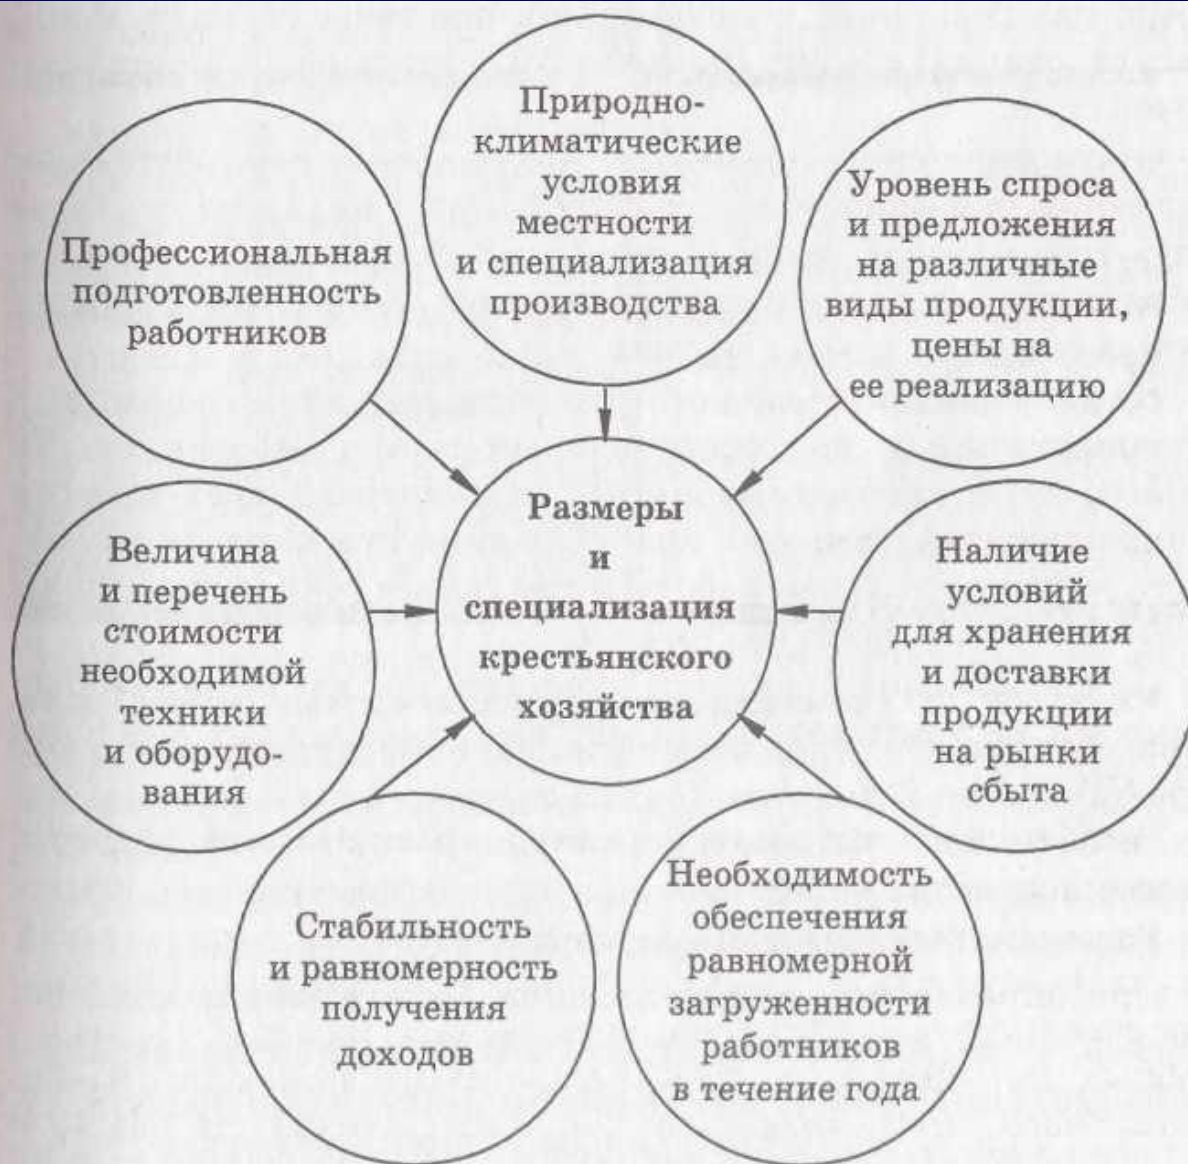 Природно-
климатические
условия
местности
и специализация
производства
Профессиональная
подготовленность
работников
Уровень спроса
и предложения
на различные
виды продукции,
цены на
ее реализацию
Размеры
и
специализация
крестьянского
хозяйства
Величина
и перечень
стоимости
необходимой
техники
и оборудо-
вания
Наличие
условий
для хранения
и доставки
продукции
на рынки
сбыта
Стабильность
и равномерность
получения
доходов
Необходимость
обеспечения
равномерной
загруженности
работников
в течение года